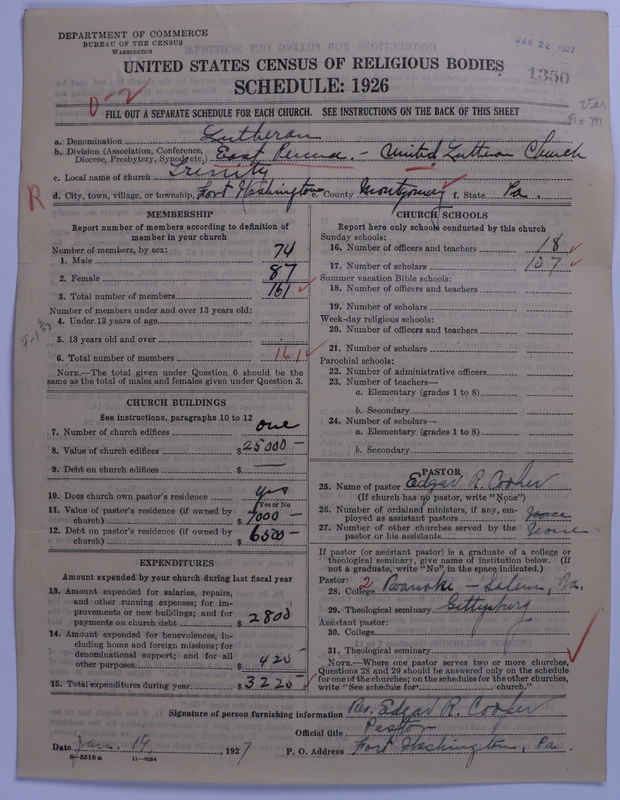 DEPARTMENT OF COMMERCE
BUREAU OF THE CENSUS
WASHINGTON
JAN 22 1927
UNITED STATES CENSUS OF RELIGIOUS BODIES
1350
SCHEDULE: 1926
0-2
FILL OUT A SEPARATE SCHEDULE FOR EACH CHURCH. SEE INSTRUCTIONS ON THE BACK OF THIS SHEET
a. Denomination Lutheran
b. Division (Association, Conference, Diocese, Presbytery, Synod, etc.) East Penna. - United Lutheran Church
c. Local name of church Trinity
R
d. City, town, village, or township, Fort Washington e. County Montgomery f. State Pa.
MEMBERSHIP
Report number of members according to definition of member in your church
Number of members, by sex:
1. Male 74
2. Female 87
3. Total number of members 161
Number of members under and over 13 years old:
4. Under 13 years of age
5. 13 years old and over
6. Total number of members 161
NOTE.—The total given under Question 6 should be the same as the total of males and females given under Question 3.
CHURCH BUILDINGS
See instructions, paragraphs 10 to 12
7. Number of church edifices one
8. Value of church edifices $25000-
9. Debt on church edifices $ —
10. Does church own pastor's residence yes
Yes or No
11. Value of pastor's residence (if owned by church) $7000-
12. Debt on pastor's residence (if owned by church) $6500-
EXPENDITURES
Amount expended by your church during last fiscal year
13. Amount expended for salaries, repairs, and other running expenses; for improvements or new buildings; and for payments on church debt $2800
14. Amount expended for benevolences, including home and foreign missions; for denominational support; and for all other purposes 425
15. Total expenditures during year $3225
CHURCH SCHOOLS
Report here only schools conducted by this church
Sunday schools:
16. Number of officers and teachers 18
17. Number of scholars 107
Summer vacation Bible schools:
18. Number of officers and teachers
19. Number of scholars
Week-day religious schools:
20. Number of officers and teachers
21. Number of scholars
Parochial schools:
22. Number of administrative officers
23. Number of teachers—
a. Elementary (grades 1 to 8)
b. Secondary
24. Number of scholars—
a. Elementary (grades 1 to 8)
b. Secondary
PASTOR
25. Name of pastor Edgar R. Cooper
(If church has no pastor, write "None")
26. Number of ordained ministers, if any, employed as assistant pastors None
27. Number of other churches served by the pastor or his assistants None
If pastor (or assistant pastor) is a graduate of a college or theological seminary, give name of institution below. (If not a graduate, write "No" in the space indicated.)
Pastor:
28. College 2 Roanoke - Salem, Va.
29. Theological seminary Gettysburg
Assistant pastor:
30. College
31. Theological seminary
NOTE.—Where one pastor serves two or more churches, Questions 28 and 29 should be answered only on the schedule for one of the churches; on the schedules for the other churches, write "See schedule for church."
Signature of person furnishing information Rev. Edgar R. Cooper
Official title Pastor
Date Jan. 19, 1927 P. O. Address Fort Washington, Pa.
8-5518a 11-9054